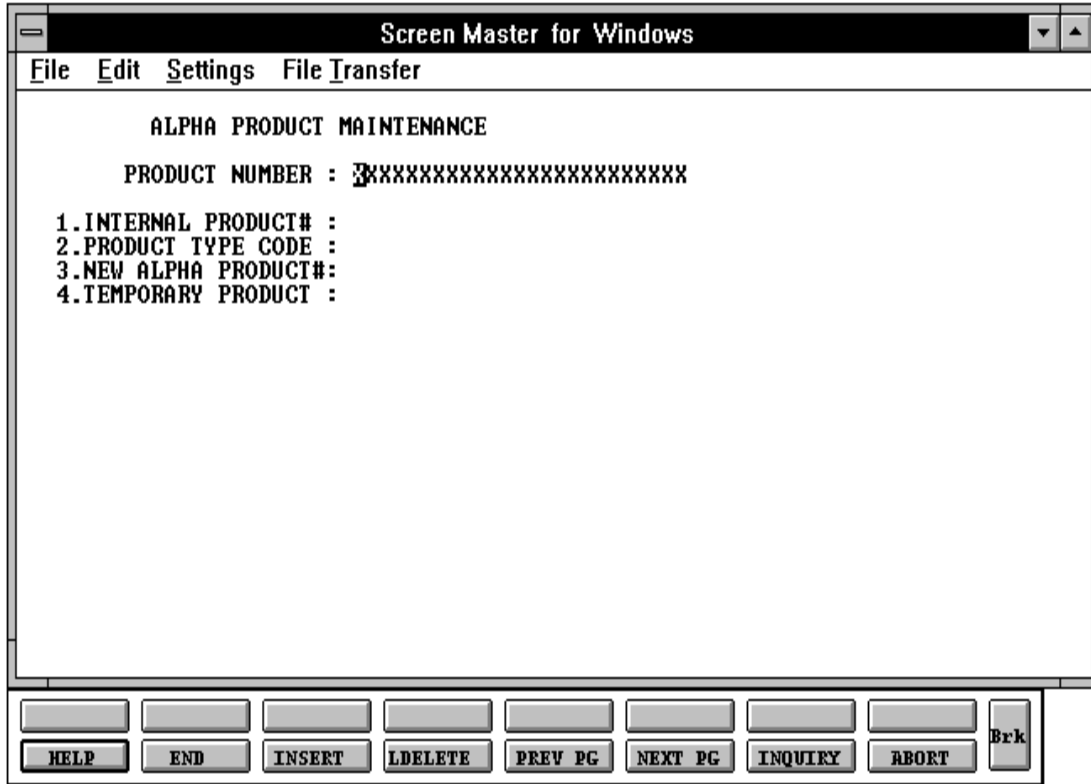 Screen Master for Windows
File Edit Settings File Transfer
ALPHA PRODUCT MAINTENANCE
PRODUCT NUMBER : XXXXXXXXXXXXXXXXXXXXXXXXX
1.INTERNAL PRODUCT# :
2.PRODUCT TYPE CODE :
3.NEW ALPHA PRODUCT#:
4.TEMPORARY PRODUCT :
HELP END INSERT LDELETE PREV PG NEXT PG INQUIRY ABORT Brk